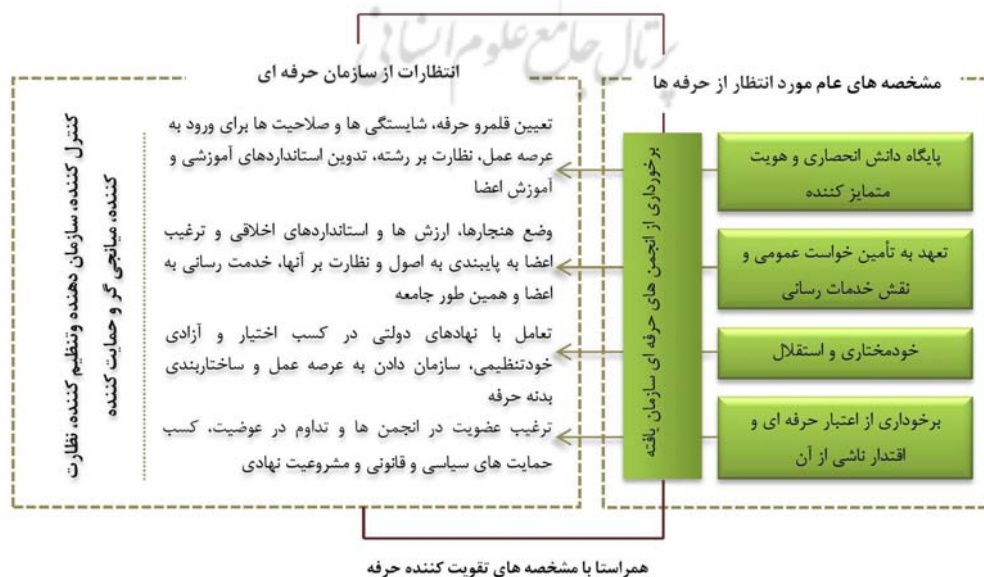 پرتال جامع علوم انسانی
مشخصه های عام مورد انتظار از حرفه ها
پایگاه دانش انحصاری و هویت
متمایز کننده
تعهد به تأمین خواست عمومی و
نقش خدمات رسانی
خودمختاری و استقلال
برخوداری از اعتبار حرفه ای و
اقتدار ناشی از آن
برخورداری از انجمن های حرفه ای سازمان یافته
انتظارات از سازمان حرفه ای
تعیین قلمرو حرفه، شایستگی ها و صلاحیت ها برای ورود به
عرصه عمل، نظارت بر رشته، تدوین استانداردهای آموزشی و
آموزش اعضا
وضع هنجارها، ارزش ها و استانداردهای اخلاقی و ترغیب
اعضا به پایبندی به اصول و نظارت بر آنها، خدمت رسانی به
اعضا و همین طور جامعه
تعامل با نهادهای دولتی در کسب اختیار و آزادی
خودتنظیمی، سازمان دادن به عرصه عمل و ساختاربندی
بدنه حرفه
ترغیب عضویت در انجمن ها و تداوم در عوضیت، کسب
حمایت های سیاسی و قانونی و مشروعیت نهادی
کنترل کننده، سازمان دهنده وتنظیم کننده، نظارت
کننده، میانجی گر و حمایت کننده
همراستا با مشخصه های تقویت کننده حرفه